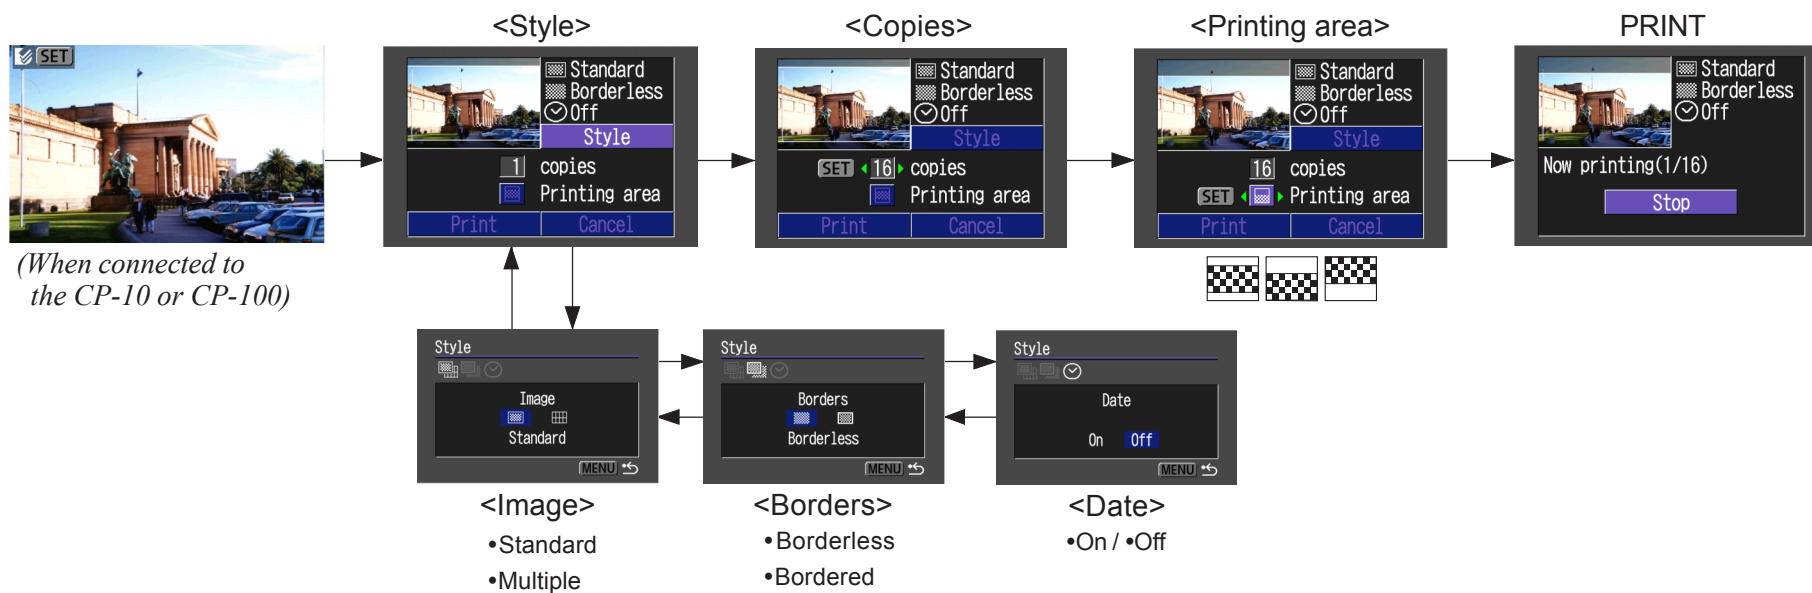 <Style>
<Copies>
<Printing area>
PRINT
SET
Standard
Borderless
Off
Style
1 copies
Printing area
Print Cancel
Standard
Borderless
Off
Style
SET 16 copies
Printing area
Print Cancel
Standard
Borderless
Off
Style
16 copies
SET Printing area
Print Cancel
Standard
Borderless
Off
Now printing(1/16)
Stop
(When connected to
the CP-10 or CP-100)
Style
Image
Standard
MENU
Style
Borders
Borderless
MENU
Style
Date
On Off
MENU
<Image>
•Standard
•Multiple
<Borders>
•Borderless
•Bordered
<Date>
•On / •Off